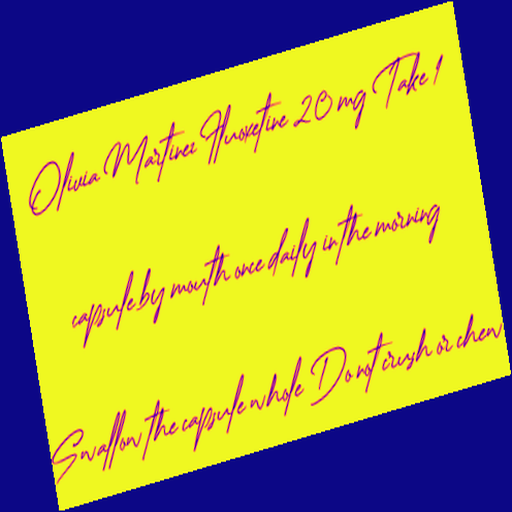 Olivia Martinez Fluoxetine 20 mg Take 1
capsule by mouth once daily in the morning
Swallow the capsule whole Do not crush or chew